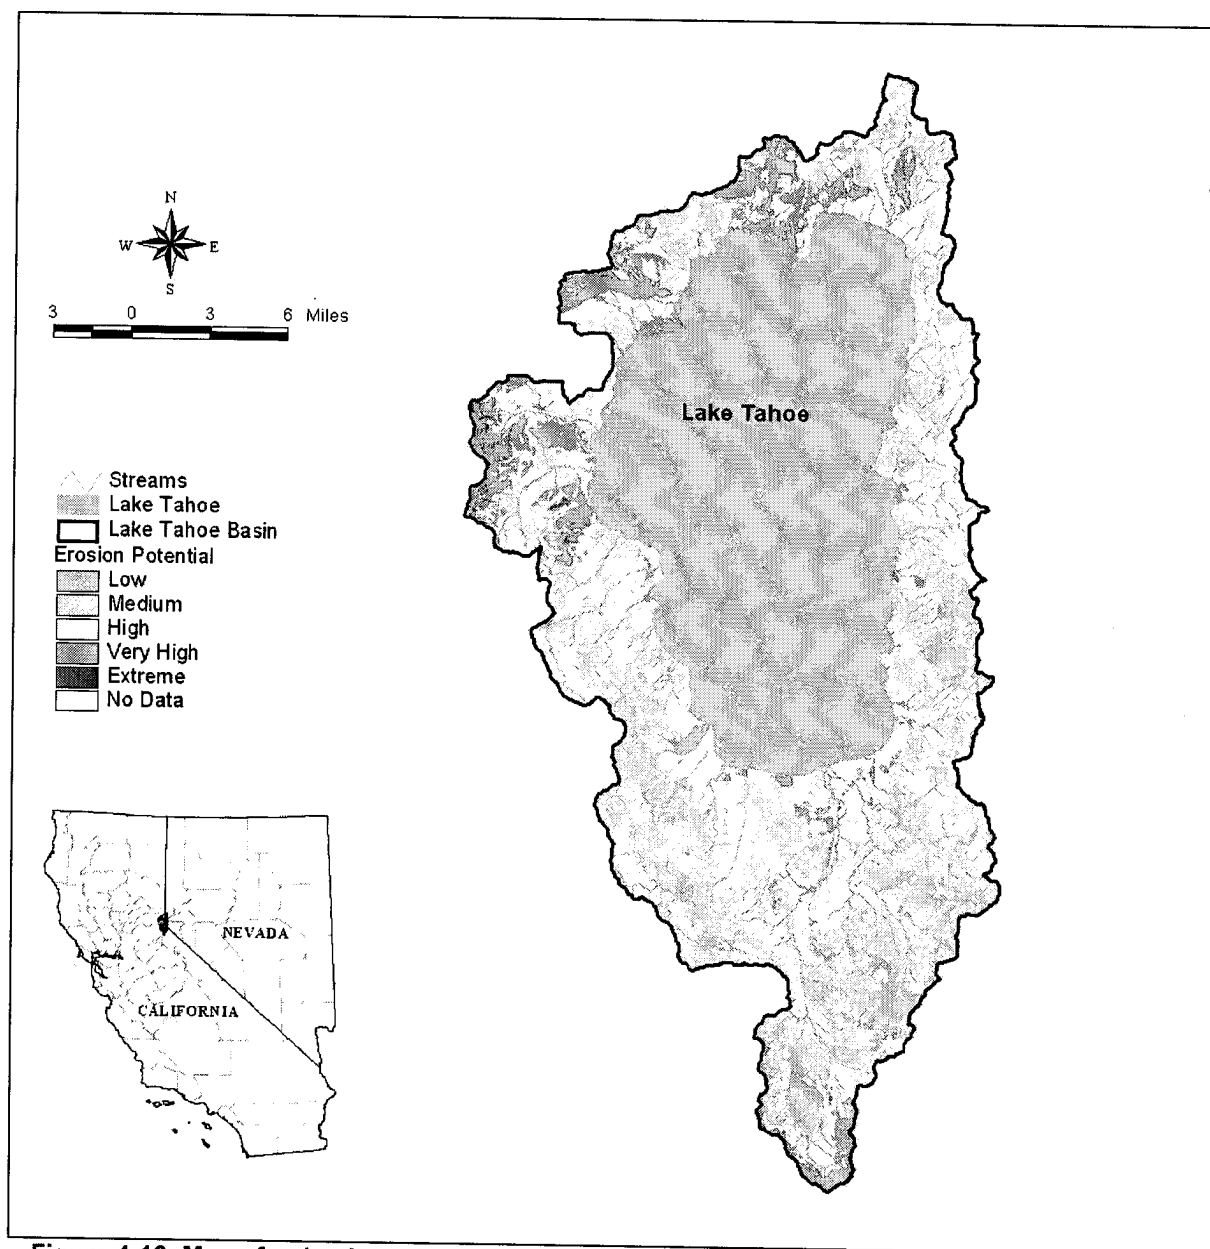 N
W E
S
3 0 3 6 Miles
Lake Tahoe
Streams
Lake Tahoe
Lake Tahoe Basin
Erosion Potential
Low
Medium
High
Very High
Extreme
No Data
NEVADA
CALIFORNIA